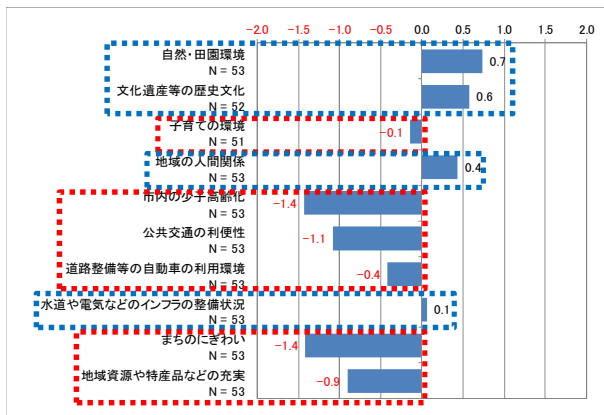 -2.0 -1.5 -1.0 -0.5 0.0 0.5 1.0 1.5 2.0
自然・田園環境
N = 53
0.7
文化遺産等の歴史文化
N = 52
0.6
子育ての環境
N = 51
-0.1
地域の人間関係
N = 53
0.4
市内の少子高齢化
N = 53
-1.4
公共交通の利便性
N = 53
-1.1
道路整備等の自動車の利用環境
N = 53
-0.4
水道や電気などのインフラの整備状況
N = 53
0.1
まちのにぎわい
N = 53
-1.4
地域資源や特産品などの充実
N = 53
-0.9